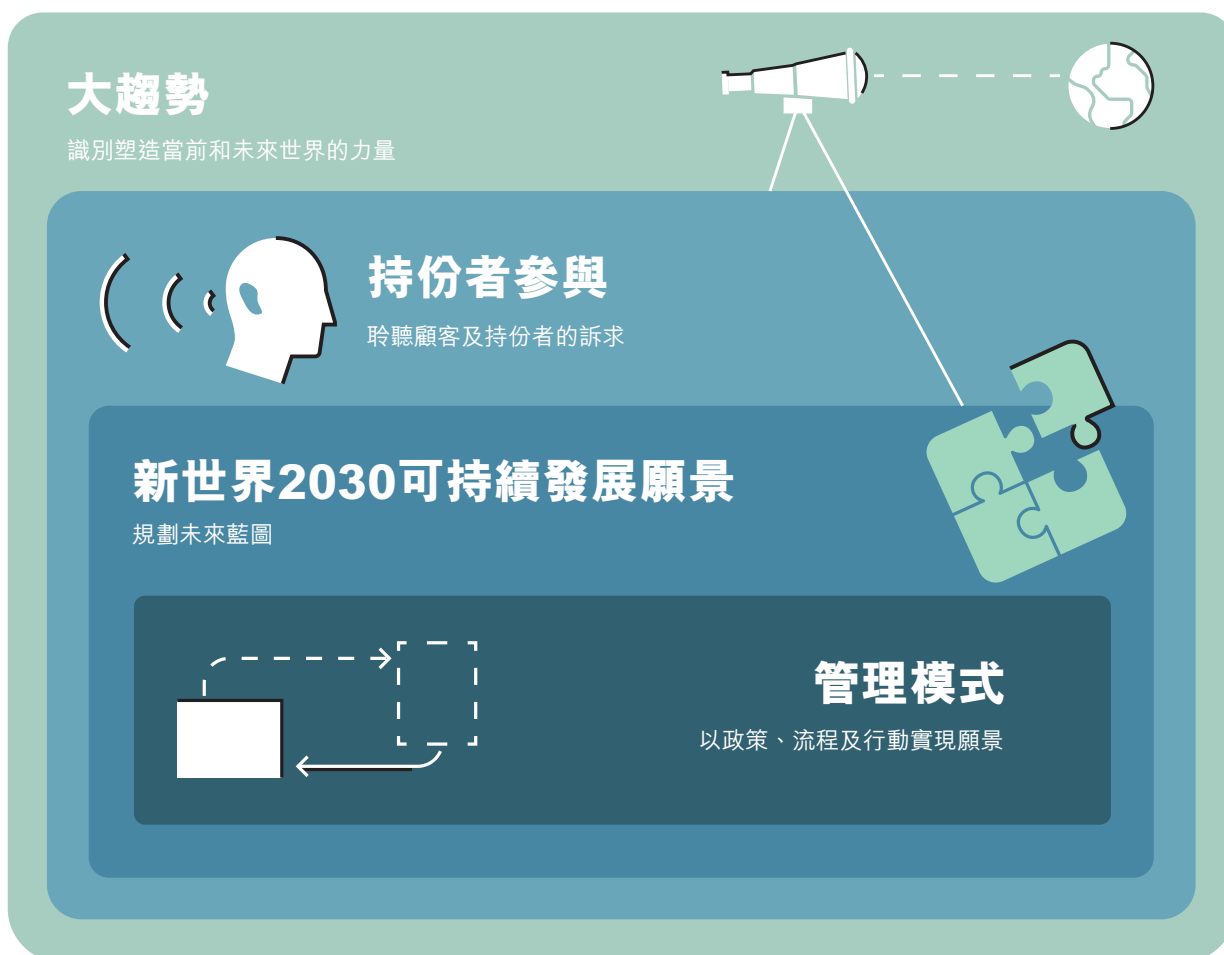 大趨勢
識別塑造當前和未來世界的力量
持份者參與
聆聽顧客及持份者的訴求
新世界2030可持續發展願景
規劃未來藍圖
管理模式
以政策、流程及行動實現願景